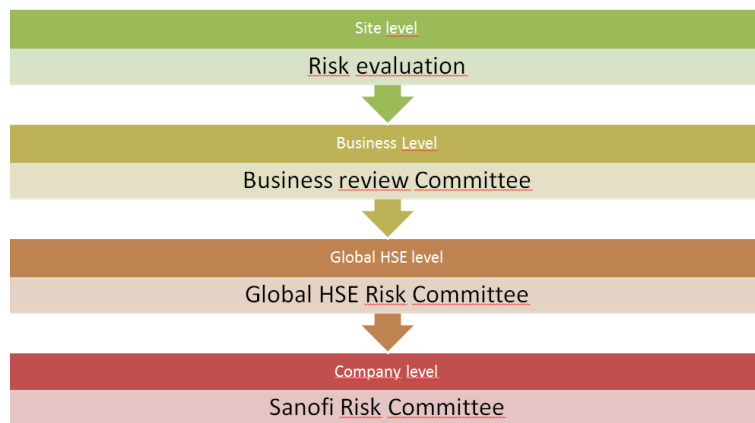 Site level
Risk evaluation
Business Level
Business review Committee
Global HSE level
Global HSE Risk Committee
Company level
Sanofi Risk Committee